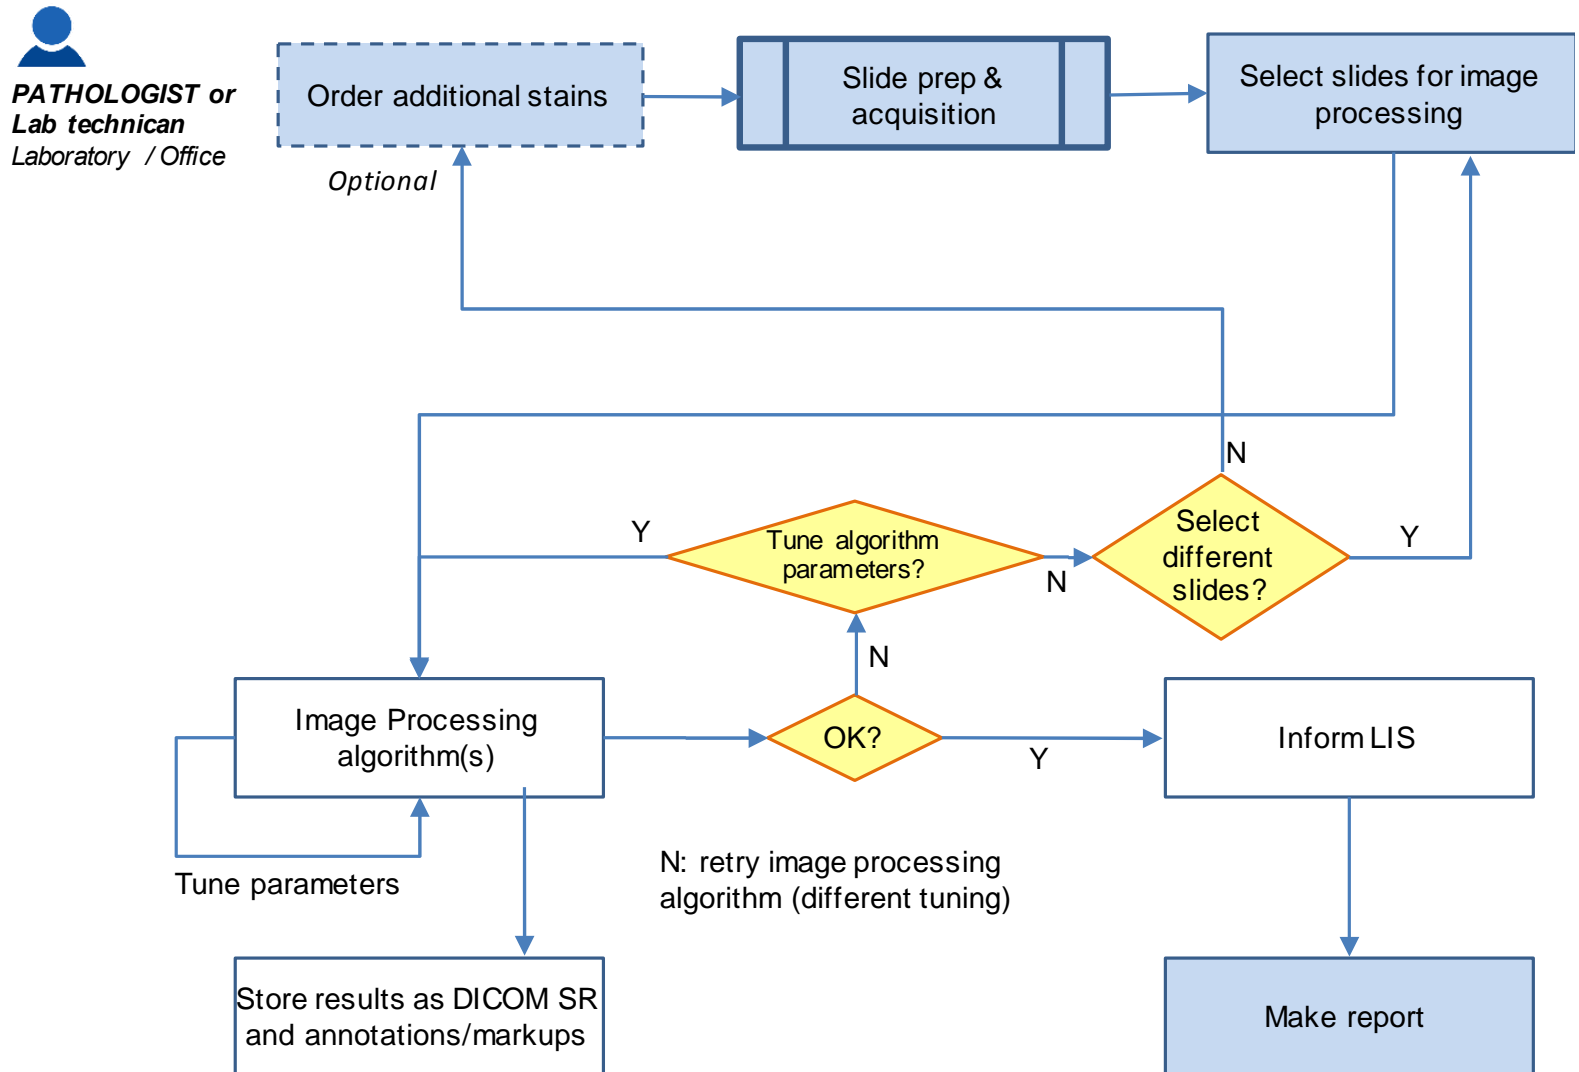 PATHOLOGIST or
Lab technican
Laboratory / Office
Order additional stains
Optional
Slide prep &
acquisition
Select slides for image
processing
N
Select
different
slides?
Y
Y
Tune algorithm
parameters?
N
N
Image Processing
algorithm(s)
OK?
Y
Inform LIS
Tune parameters
N: retry image processing
algorithm (different tuning)
Store results as DICOM SR
and annotations/markups
Make report